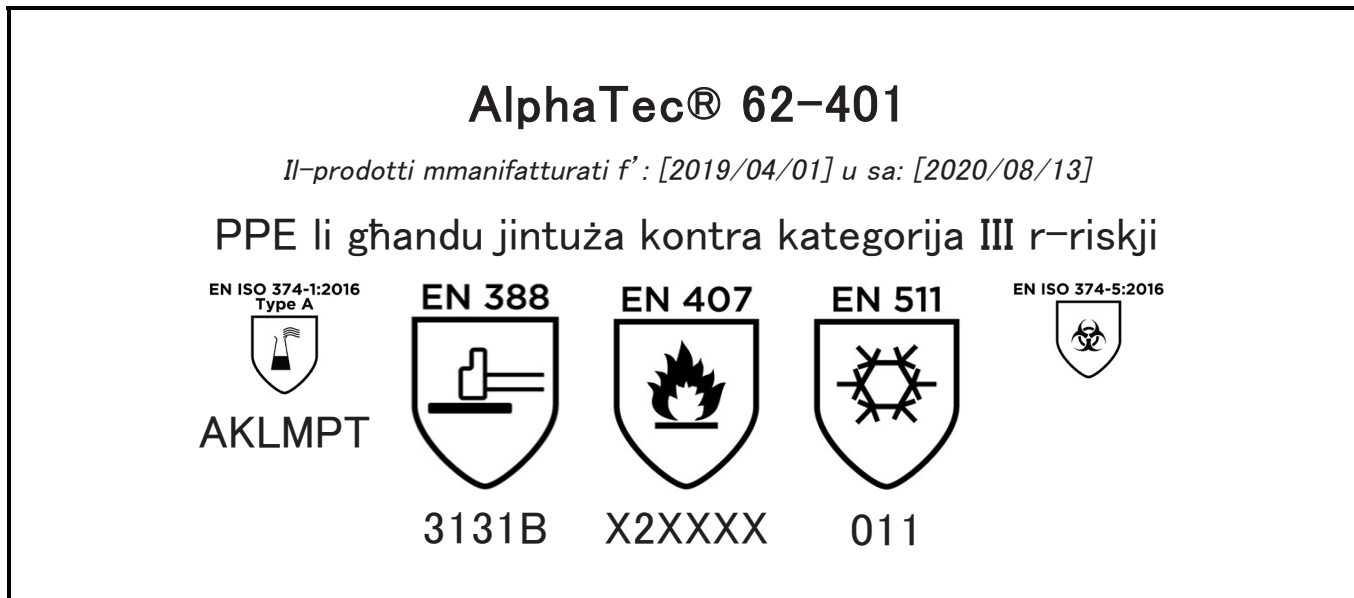 AlphaTec® 62-401
Il-prodotti mmanifatturati f': [2019/04/01] u sa: [2020/08/13]
PPE li għandu jintuża kontra kategorija III r-riskji
EN ISO 374-1:2016
Type A
AKLMPT
EN 388
3131B
EN 407
X2XXXX
EN 511
011
EN ISO 374-5:2016